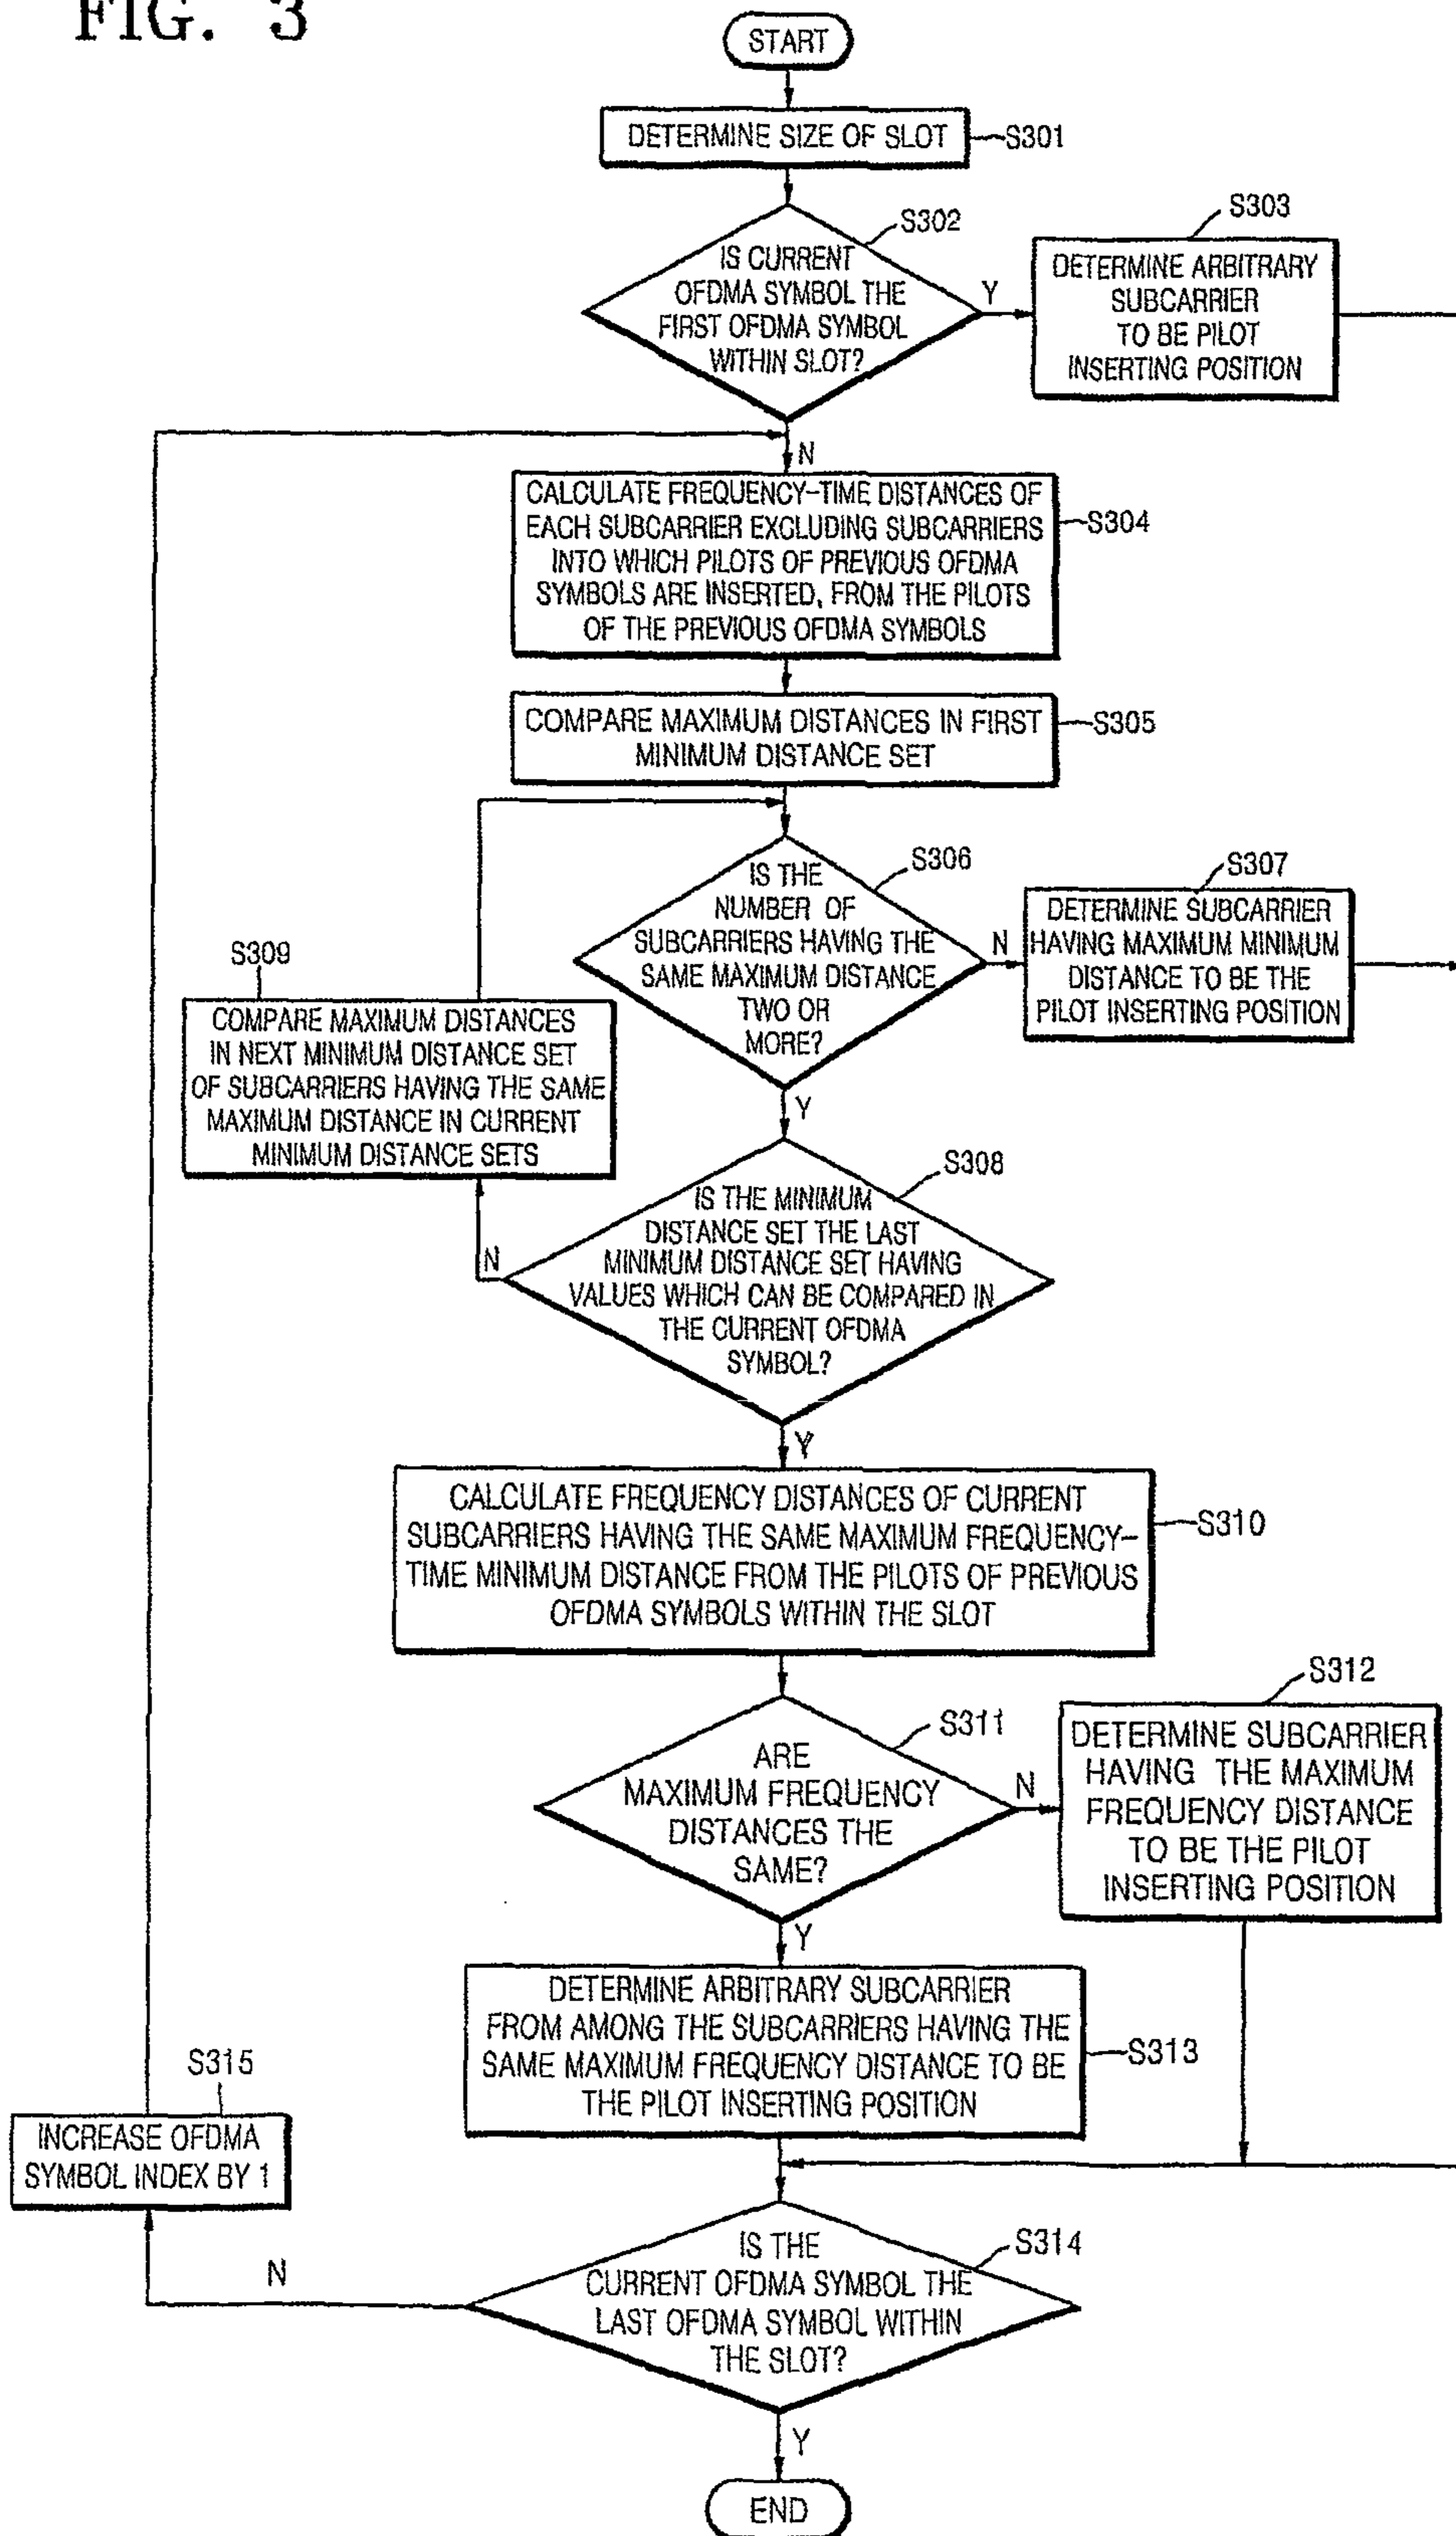 FIG. 3
START
DETERMINE SIZE OF SLOT
S301
S302
IS CURRENT
OFDMA SYMBOL THE
FIRST OFDMA SYMBOL
WITHIN SLOT?
Y
S303
DETERMINE ARBITRARY
SUBCARRIER
TO BE PILOT
INSERTING POSITION
N
CALCULATE FREQUENCY-TIME DISTANCES OF
EACH SUBCARRIER EXCLUDING SUBCARRIERS
INTO WHICH PILOTS OF PREVIOUS OFDMA
SYMBOLS ARE INSERTED, FROM THE PILOTS
OF THE PREVIOUS OFDMA SYMBOLS
S304
COMPARE MAXIMUM DISTANCES IN FIRST
MINIMUM DISTANCE SET
S305
S306
IS THE
NUMBER OF
SUBCARRIERS HAVING THE
SAME MAXIMUM DISTANCE
TWO OR
MORE?
N
S307
DETERMINE SUBCARRIER
HAVING MAXIMUM MINIMUM
DISTANCE TO BE THE
PILOT INSERTING POSITION
S309
COMPARE MAXIMUM DISTANCES
IN NEXT MINIMUM DISTANCE SET
OF SUBCARRIERS HAVING THE SAME
MAXIMUM DISTANCE IN CURRENT
MINIMUM DISTANCE SETS
Y
S308
IS THE MINIMUM
DISTANCE SET THE LAST
MINIMUM DISTANCE SET HAVING
VALUES WHICH CAN BE COMPARED IN
THE CURRENT OFDMA
SYMBOL?
N
Y
CALCULATE FREQUENCY DISTANCES OF CURRENT
SUBCARRIERS HAVING THE SAME MAXIMUM FREQUENCY-
TIME MINIMUM DISTANCE FROM THE PILOTS OF PREVIOUS
OFDMA SYMBOLS WITHIN THE SLOT
S310
S311
ARE
MAXIMUM FREQUENCY
DISTANCES THE
SAME?
N
S312
DETERMINE SUBCARRIER
HAVING THE MAXIMUM
FREQUENCY DISTANCE
TO BE THE PILOT
INSERTING POSITION
Y
DETERMINE ARBITRARY SUBCARRIER
FROM AMONG THE SUBCARRIERS HAVING THE
SAME MAXIMUM FREQUENCY DISTANCE TO BE
THE PILOT INSERTING POSITION
S313
S315
INCREASE OFDMA
SYMBOL INDEX BY 1
S314
IS THE
CURRENT OFDMA SYMBOL THE
LAST OFDMA SYMBOL WITHIN
THE SLOT?
N
Y
END